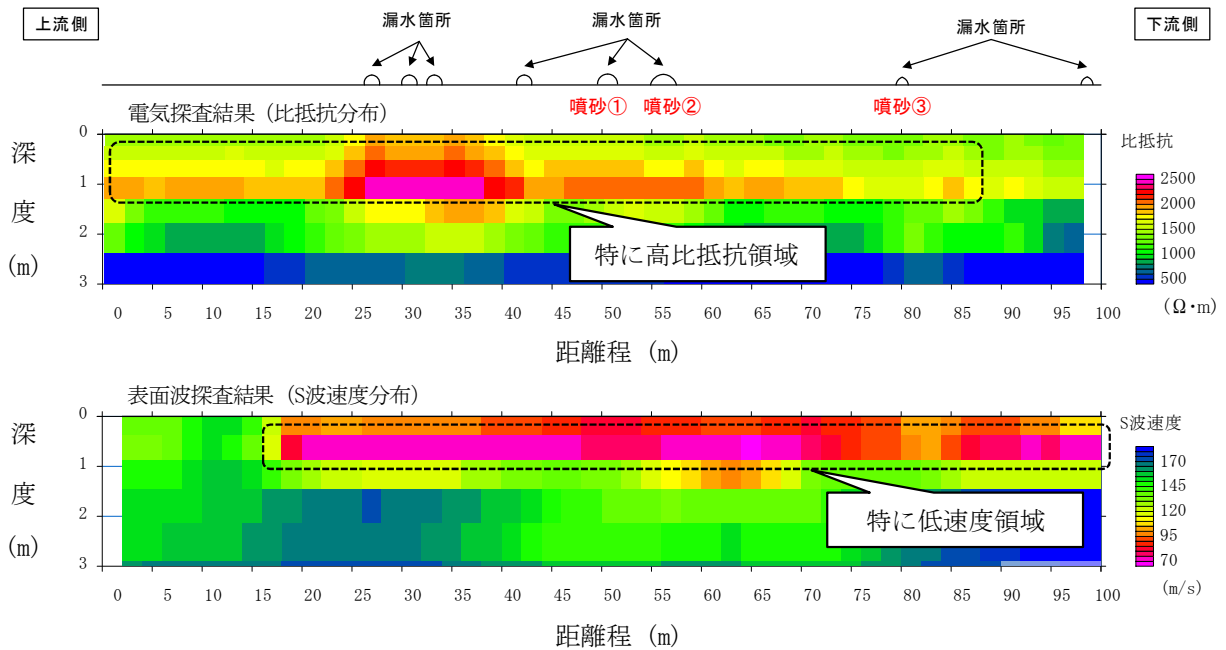 上流側
漏水箇所
漏水箇所
漏水箇所
下流側
噴砂①
噴砂②
噴砂③
電気探査結果（比抵抗分布）
深度(m)
0
1
2
3
特に高比抵抗領域
0 5 10 15 20 25 30 35 40 45 50 55 60 65 70 75 80 85 90 95 100
距離程 (m)
比抵抗
2500
2000
1500
1000
500
(Ω・m)
表面波探査結果（S波速度分布）
深度(m)
0
1
2
3
特に低速度領域
0 5 10 15 20 25 30 35 40 45 50 55 60 65 70 75 80 85 90 95 100
距離程 (m)
S波速度
170
145
120
95
70
(m/s)